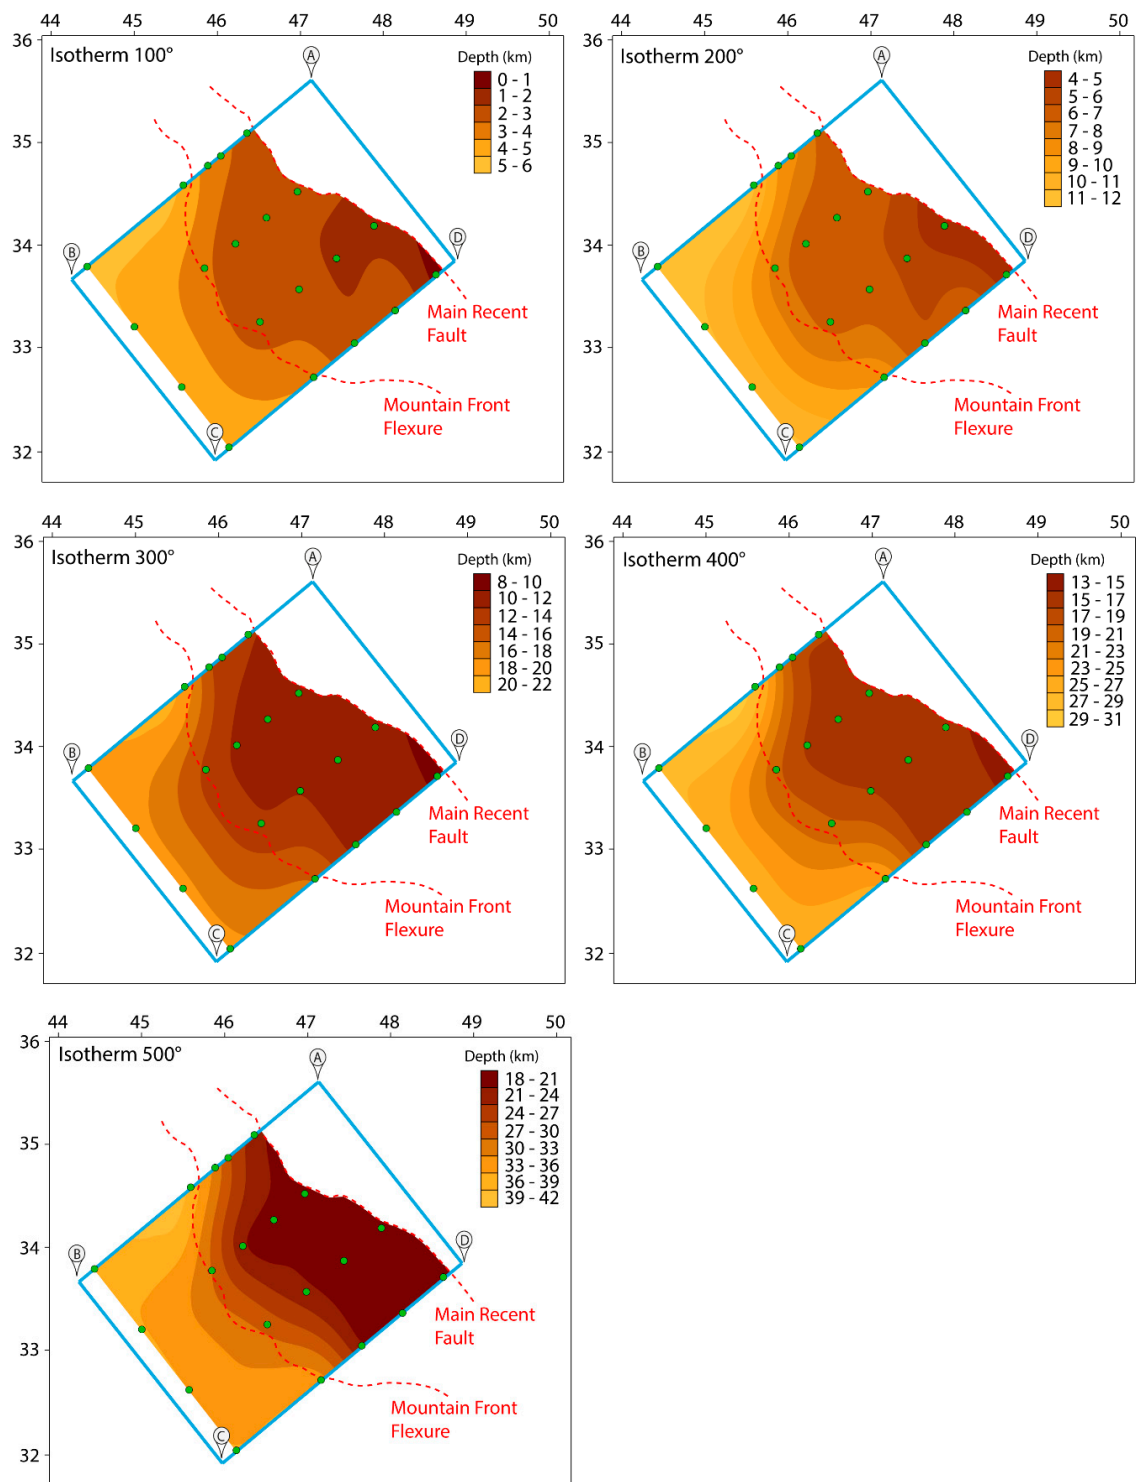 44 45 46 47 48 49 50
36
Isotherm 100°
A
Depth (km)
0 - 1
1 - 2
2 - 3
3 - 4
4 - 5
5 - 6
35
34
B
D
Main Recent
Fault
33
Mountain Front
Flexure
C
32
44 45 46 47 48 49 50
36
Isotherm 200°
A
Depth (km)
4 - 5
5 - 6
6 - 7
7 - 8
8 - 9
9 - 10
10 - 11
11 - 12
35
34
B
D
Main Recent
Fault
33
Mountain Front
Flexure
C
32
44 45 46 47 48 49 50
36
Isotherm 300°
A
Depth (km)
8 - 10
10 - 12
12 - 14
14 - 16
16 - 18
18 - 20
20 - 22
35
34
B
D
Main Recent
Fault
33
Mountain Front
Flexure
C
32
44 45 46 47 48 49 50
36
Isotherm 400°
A
Depth (km)
13 - 15
15 - 17
17 - 19
19 - 21
21 - 23
23 - 25
25 - 27
27 - 29
29 - 31
35
34
B
D
Main Recent
Fault
33
Mountain Front
Flexure
C
32
44 45 46 47 48 49 50
36
Isotherm 500°
A
Depth (km)
18 - 21
21 - 24
24 - 27
27 - 30
30 - 33
33 - 36
36 - 39
39 - 42
35
34
B
D
Main Recent
Fault
33
Mountain Front
Flexure
C
32